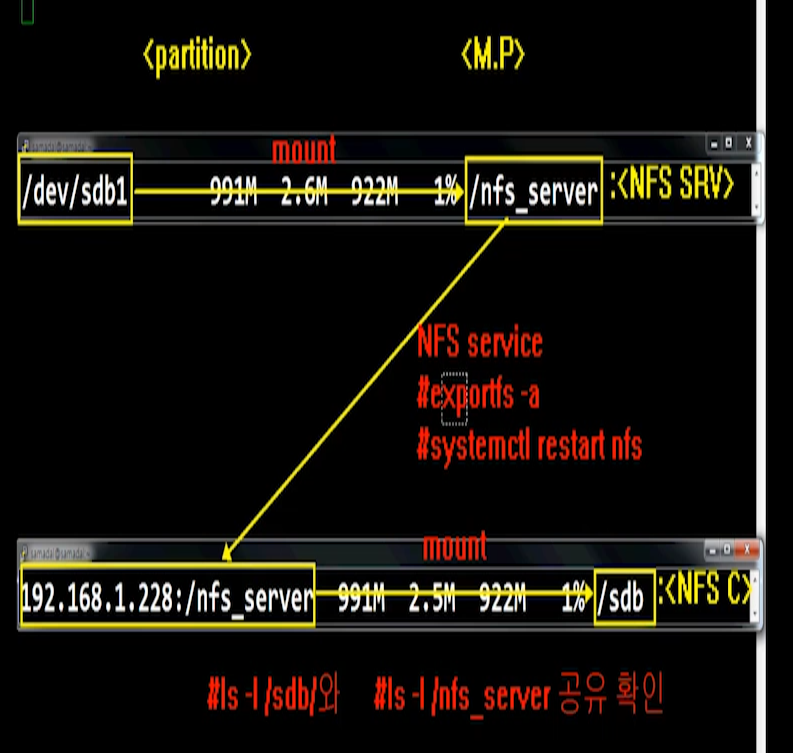 <partition> <M.P>
mount
/dev/sdb1 991M 2.6M 922M 1% /nfs_server :<NFS SRV>
NFS service
#exportfs -a
#systemctl restart nfs
mount
192.168.1.228:/nfs_server 991M 2.5M 922M 1% /sdb :<NFS C>
#ls -l /sdb/와 #ls -l /nfs_server 공유 확인